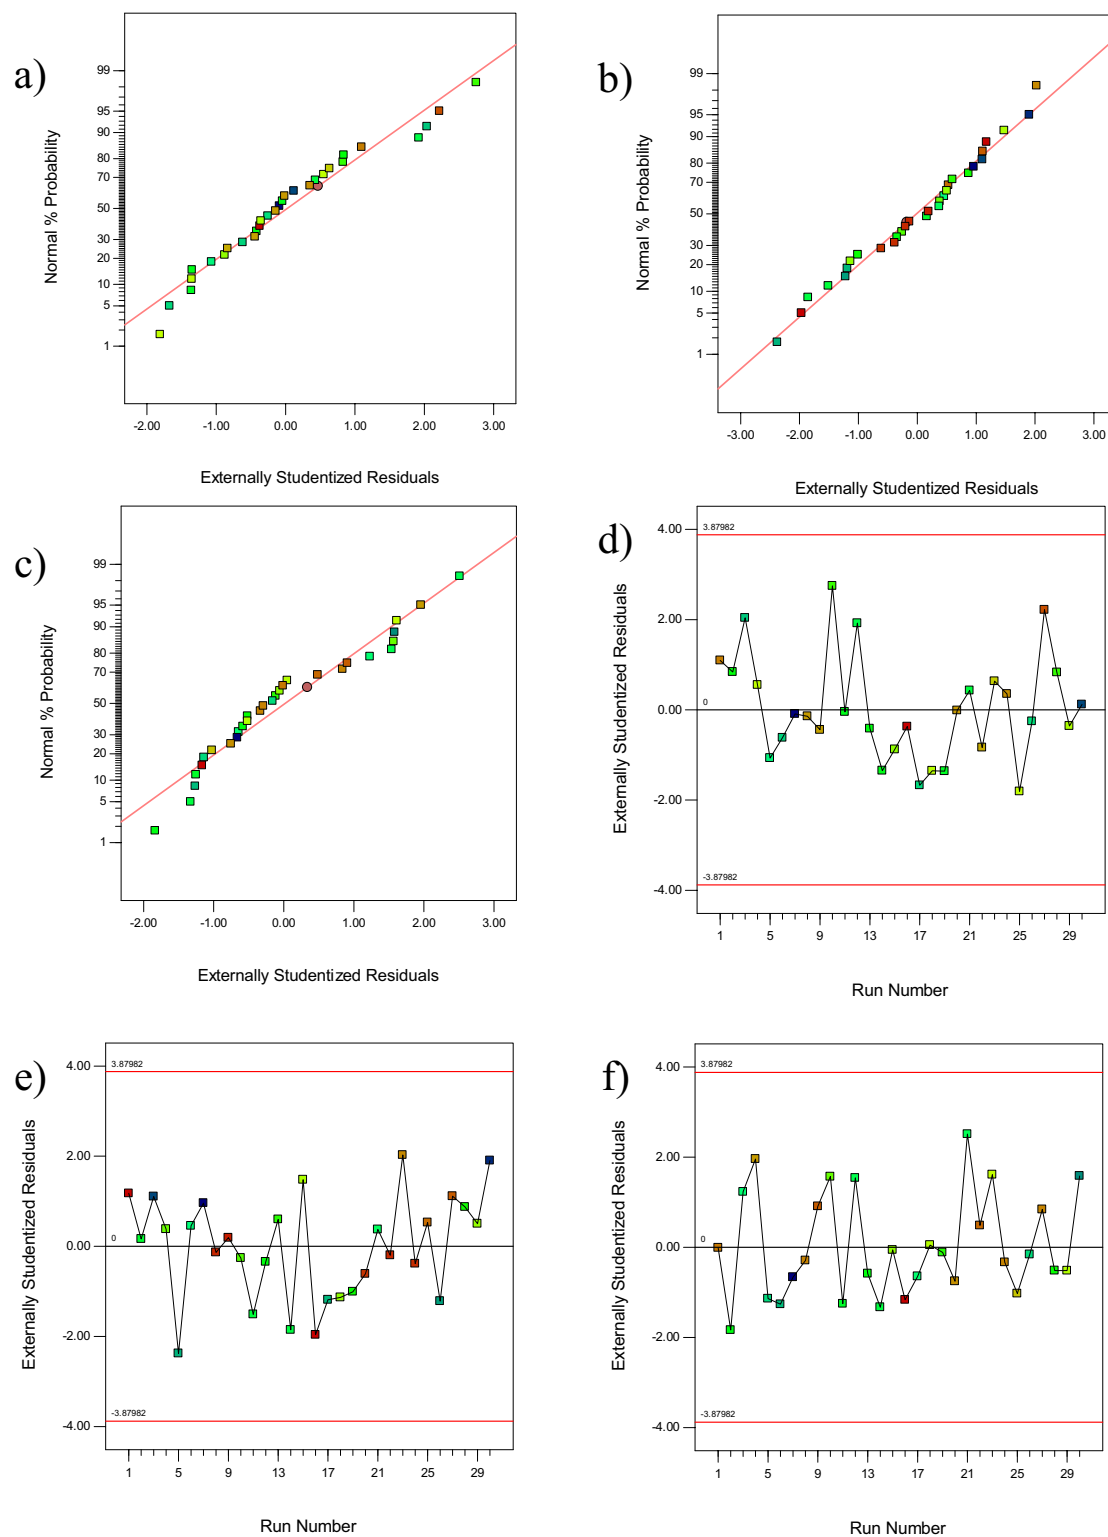 a)
Normal % Probability
99
95
90
80
70
50
30
20
10
5
1
-2.00 -1.00 0.00 1.00 2.00 3.00
Externally Studentized Residuals
b)
Normal % Probability
99
95
90
80
70
50
30
20
10
5
1
-3.00 -2.00 -1.00 0.00 1.00 2.00 3.00
Externally Studentized Residuals
c)
Normal % Probability
99
95
90
80
70
50
30
20
10
5
1
-2.00 -1.00 0.00 1.00 2.00 3.00
Externally Studentized Residuals
d)
Externally Studentized Residuals
4.00
2.00
0.00
-2.00
-4.00
3.87982
0
-3.87982
1 5 9 13 17 21 25 29
Run Number
e)
Externally Studentized Residuals
4.00
2.00
0.00
-2.00
-4.00
3.87982
0
-3.87982
1 5 9 13 17 21 25 29
Run Number
f)
Externally Studentized Residuals
4.00
2.00
0.00
-2.00
-4.00
3.87982
0
-3.87982
1 5 9 13 17 21 25 29
Run Number